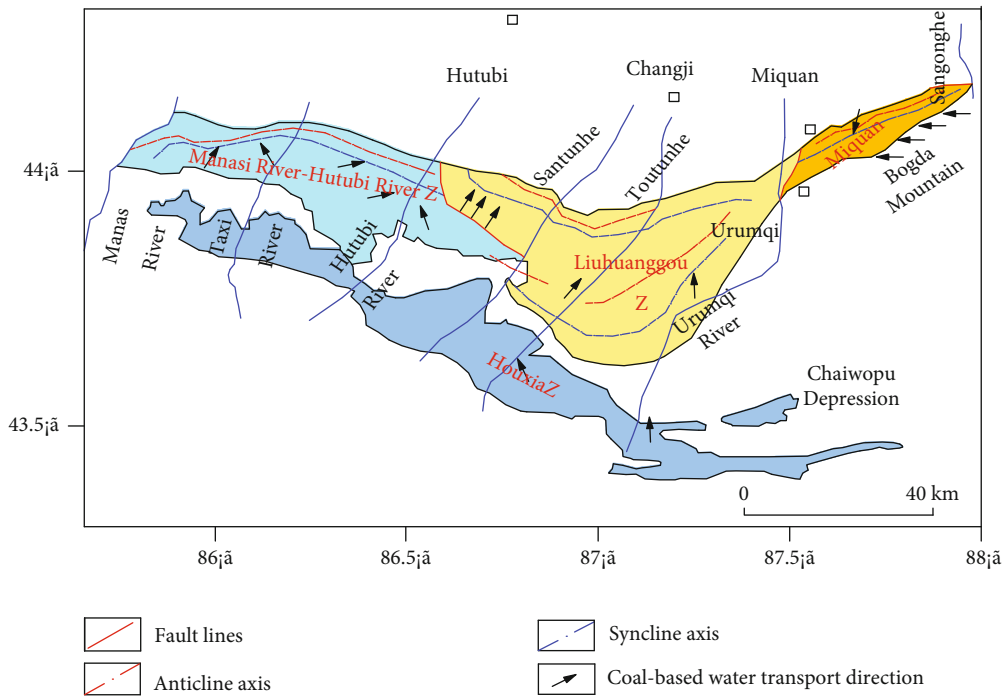 Hutubi
Changji
Miquan
Sangonghe
Santunhe
Toutunhe
Miquan
Bogda
Mountain
44¡ã
Manasi River-Hutubi River Z
Manas
River
Taxi
River
Hutubi
River
Urumqi
Liuhuanggou
Z
Urumqi
River
HouxiaZ
Chaiwopu
Depression
43.5¡ã
0 40 km
86¡ã 86.5¡ã 87¡ã 87.5¡ã 88¡ã
Fault lines
Syncline axis
Anticline axis
Coal-based water transport direction